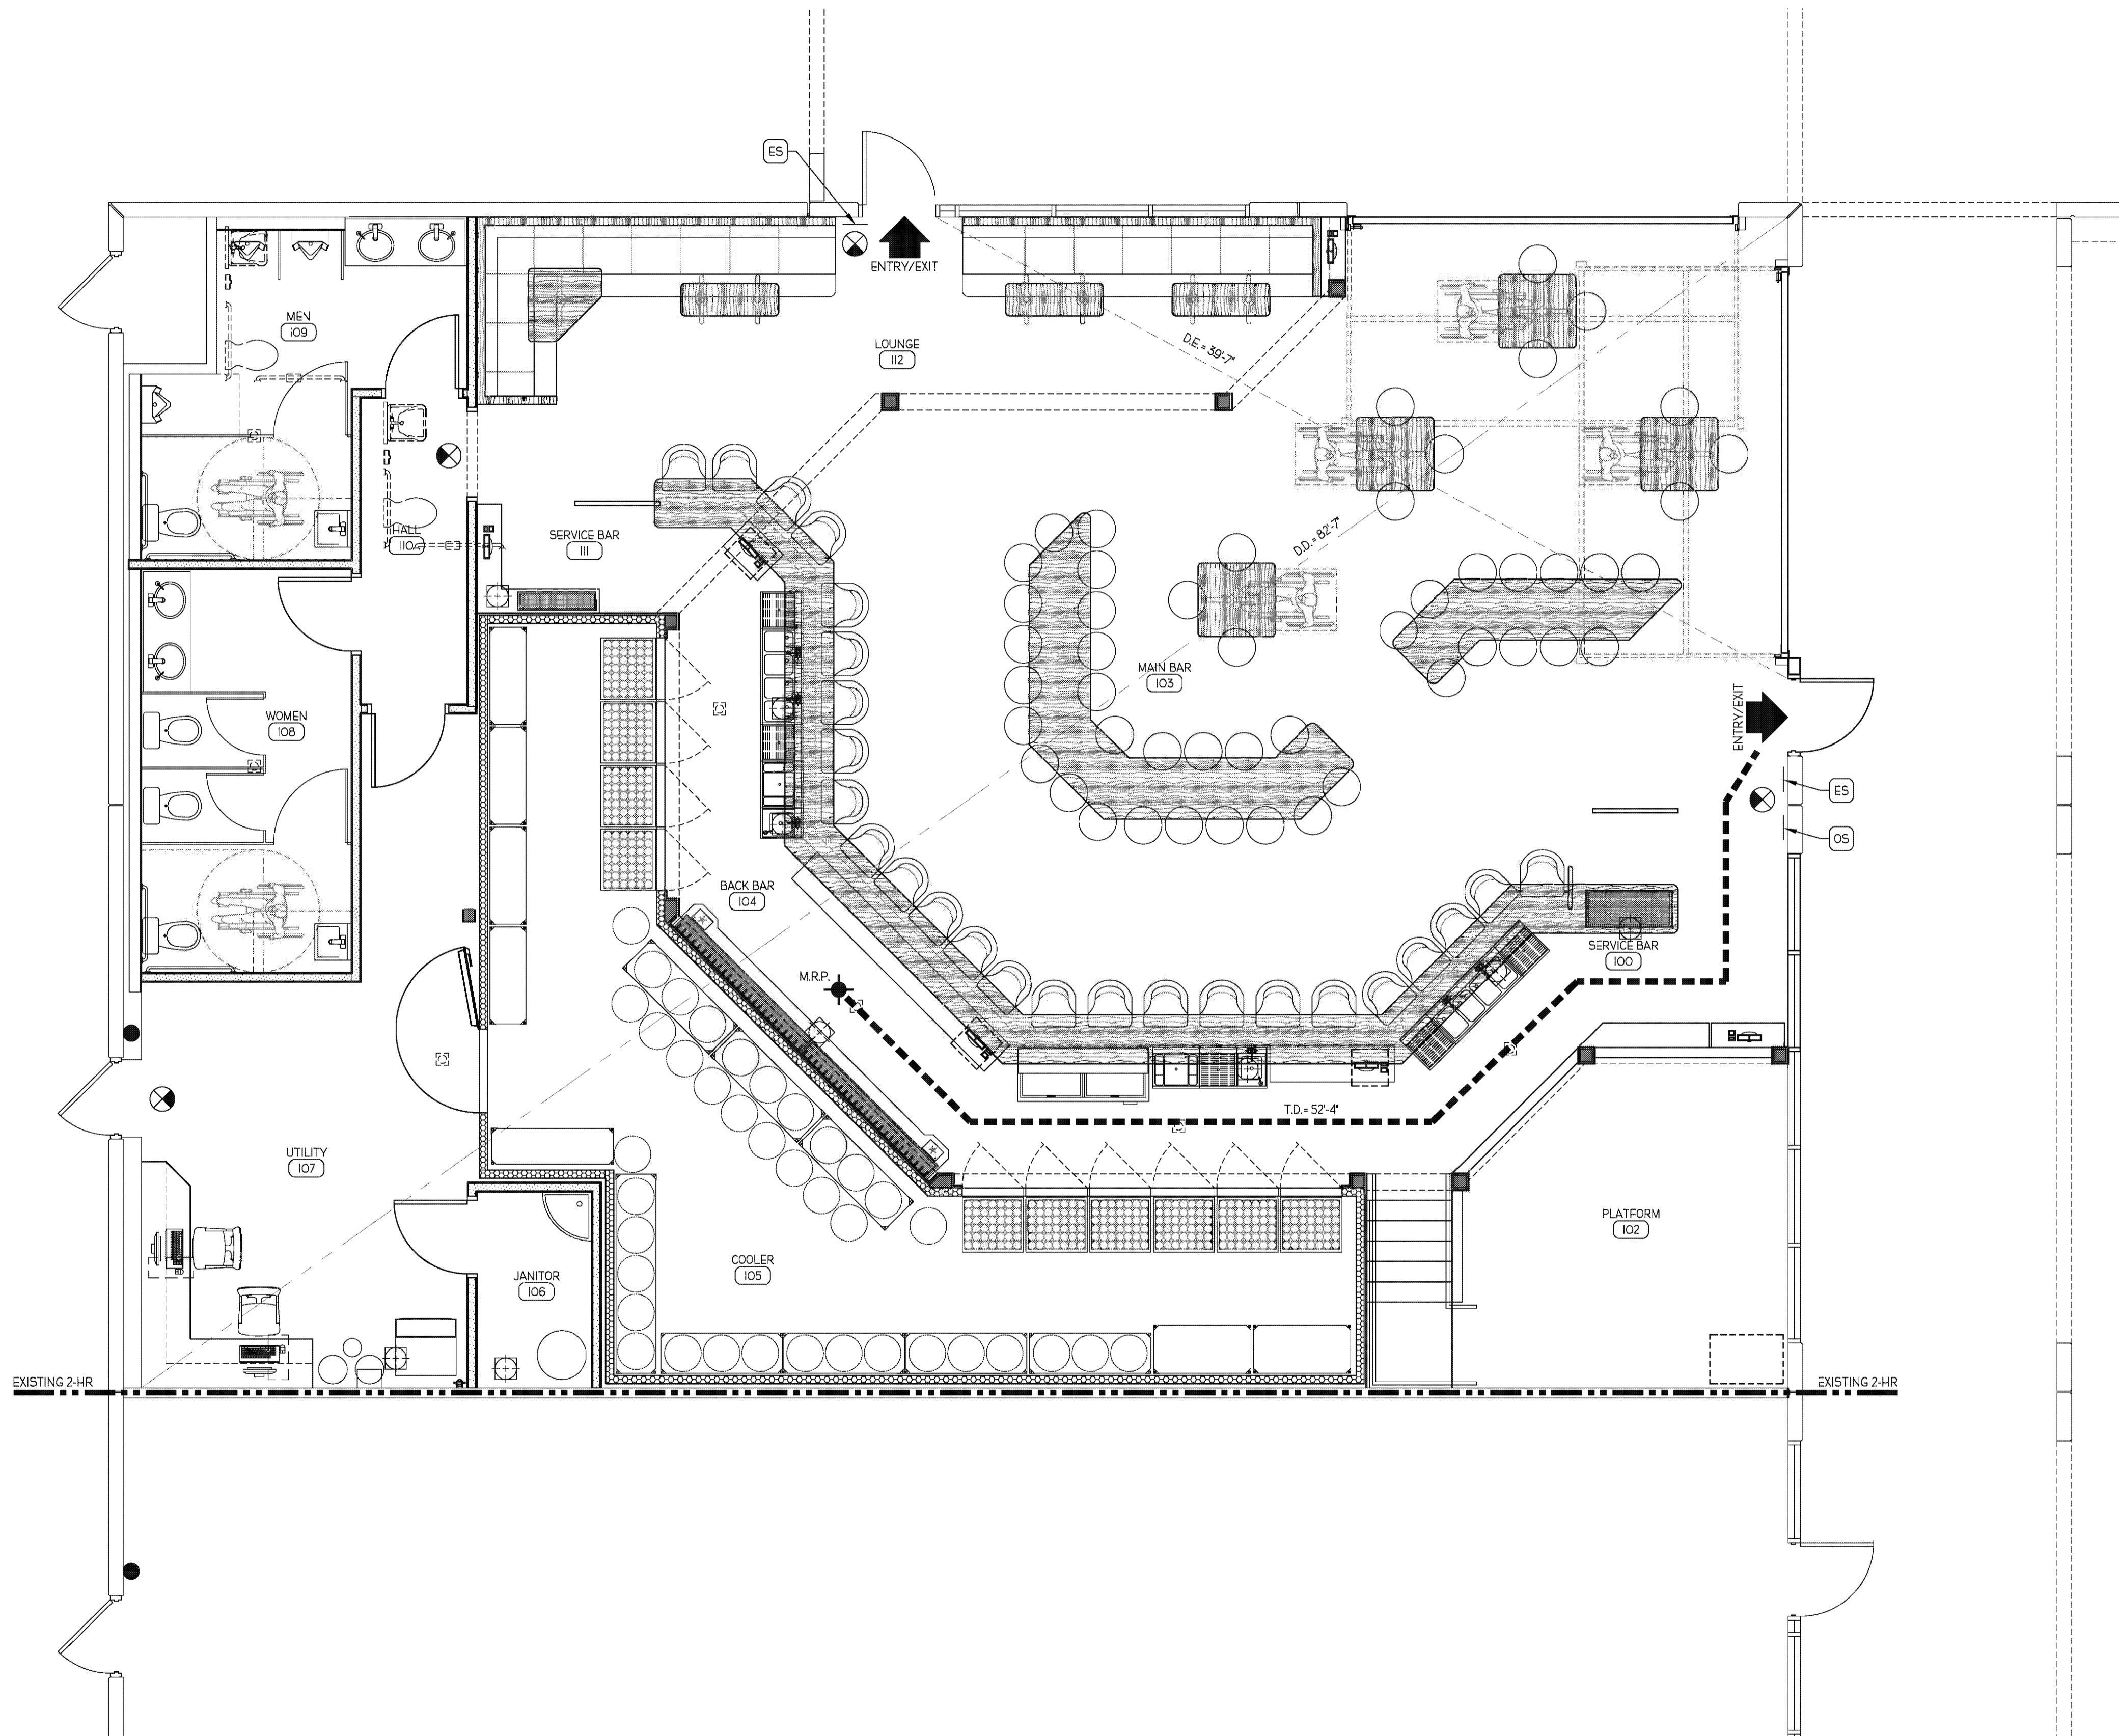 ES
ENTRY/EXIT
MEN
109
LOUNGE
112
D.E.= 39'-7"
HALL
110
SERVICE BAR
111
D.D.= 82'-7"
MAIN BAR
103
WOMEN
108
ENTRY/EXIT
ES
OS
BACK BAR
104
SERVICE BAR
100
M.R.P.
T.D.= 52'-4"
UTILITY
107
PLATFORM
102
COOLER
105
JANITOR
106
EXISTING 2-HR
EXISTING 2-HR